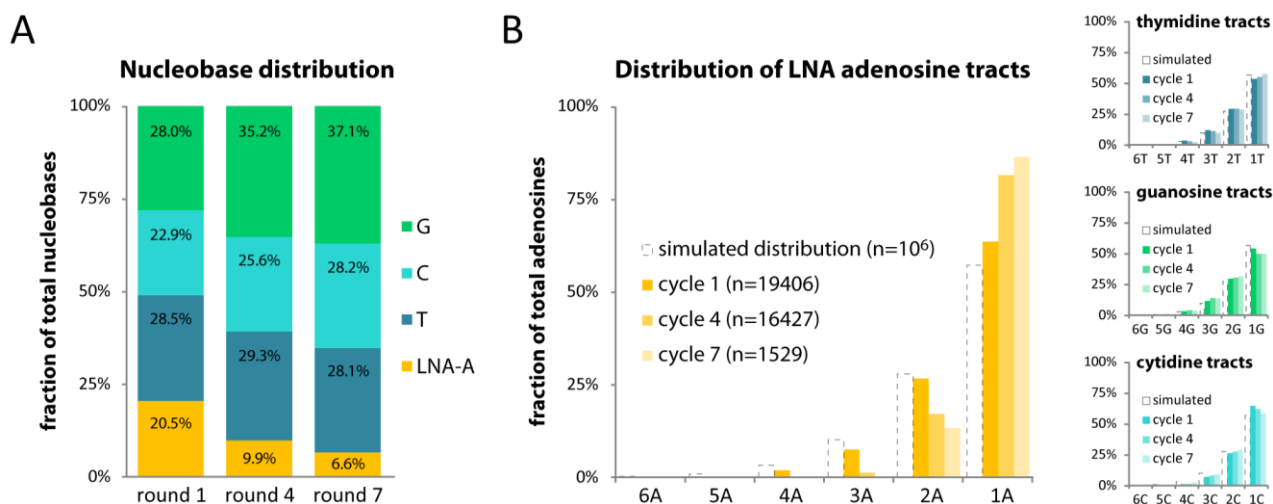 A
Nucleobase distribution
fraction of total nucleobases
100%
75%
50%
25%
0%
28.0%
35.2%
37.1%
22.9%
25.6%
28.2%
28.5%
29.3%
28.1%
20.5%
9.9%
6.6%
round 1
round 4
round 7
G
C
T
LNA-A
B
Distribution of LNA adenosine tracts
fraction of total adenosines
100%
75%
50%
25%
0%
simulated distribution (n=10⁶)
cycle 1 (n=19406)
cycle 4 (n=16427)
cycle 7 (n=1529)
6A
5A
4A
3A
2A
1A
thymidine tracts
100%
75%
50%
25%
0%
simulated
cycle 1
cycle 4
cycle 7
6T
5T
4T
3T
2T
1T
guanosine tracts
100%
75%
50%
25%
0%
simulated
cycle 1
cycle 4
cycle 7
6G
5G
4G
3G
2G
1G
cytidine tracts
100%
75%
50%
25%
0%
simulated
cycle 1
cycle 4
cycle 7
6C
5C
4C
3C
2C
1C